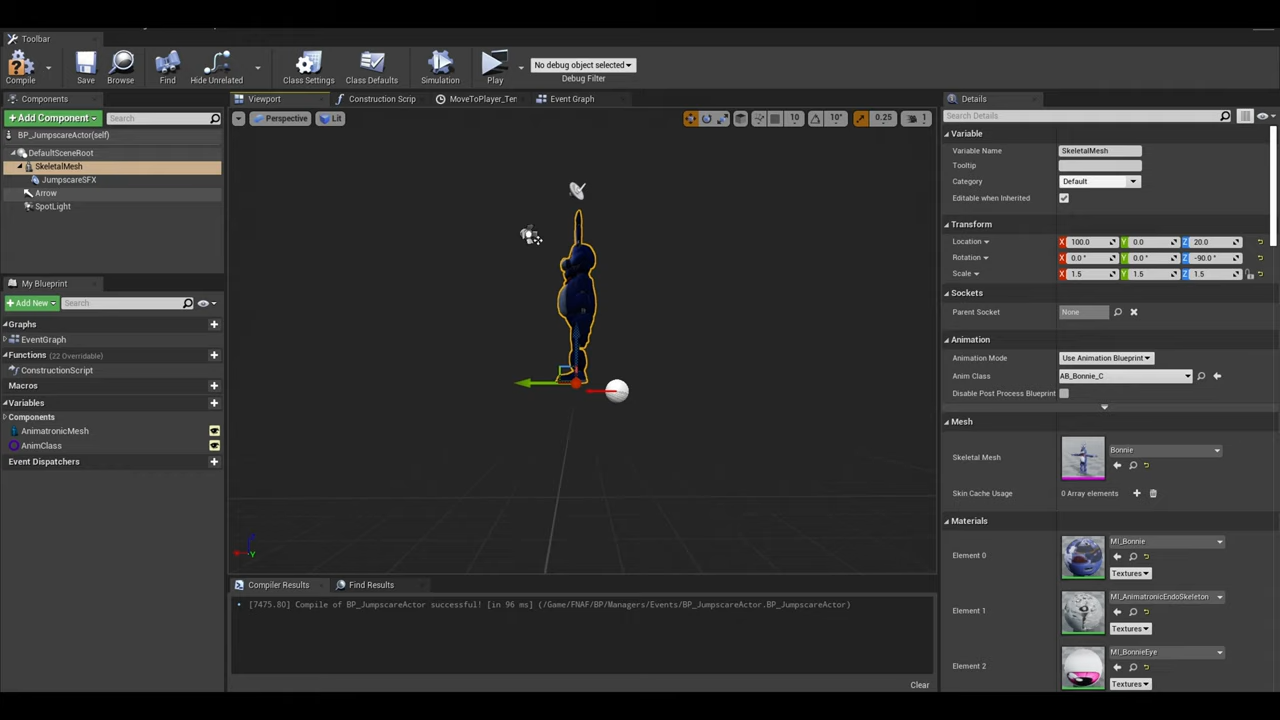 Toolbar
Compile
Save
Browse
Find
Hide Unrelated
Class Settings
Class Defaults
Simulation
Play
No debug object selected
Debug Filter
Components
+ Add Component
Search
BP_JumpscareActor(self)
DefaultSceneRoot
SkeletalMesh
JumpscareSFX
Arrow
SpotLight
My Blueprint
+ Add New
Search
Graphs
EventGraph
Functions (22 Overridable)
ConstructionScript
Macros
Variables
Components
AnimatronicMesh
AnimClass
Event Dispatchers
Viewport
Construction Scrip
MoveToPlayer_Ten
Event Graph
Perspective
Lit
10
10°
0.25
1
Compiler Results
Find Results
[7475.80] Compile of BP_JumpscareActor successful! [in 96 ms] (/Game/FNAF/BP/Managers/Events/BP_JumpscareActor.BP_JumpscareActor)
Clear
Details
Search Details
Variable
Variable Name SkeletalMesh
Tooltip
Category Default
Editable when Inherited
Transform
Location X 100.0 Y 0.0 Z 20.0
Rotation X 0.0 ° Y 0.0 ° Z -90.0 °
Scale X 1.5 Y 1.5 Z 1.5
Sockets
Parent Socket None
Animation
Animation Mode Use Animation Blueprint
Anim Class AB_Bonnie_C
Disable Post Process Blueprint
Mesh
Skeletal Mesh Bonnie
Skin Cache Usage 0 Array elements
Materials
Element 0 MI_Bonnie
Textures
Element 1 MI_AnimatronicEndoSkeleton
Textures
Element 2 MI_BonnieEye
Textures